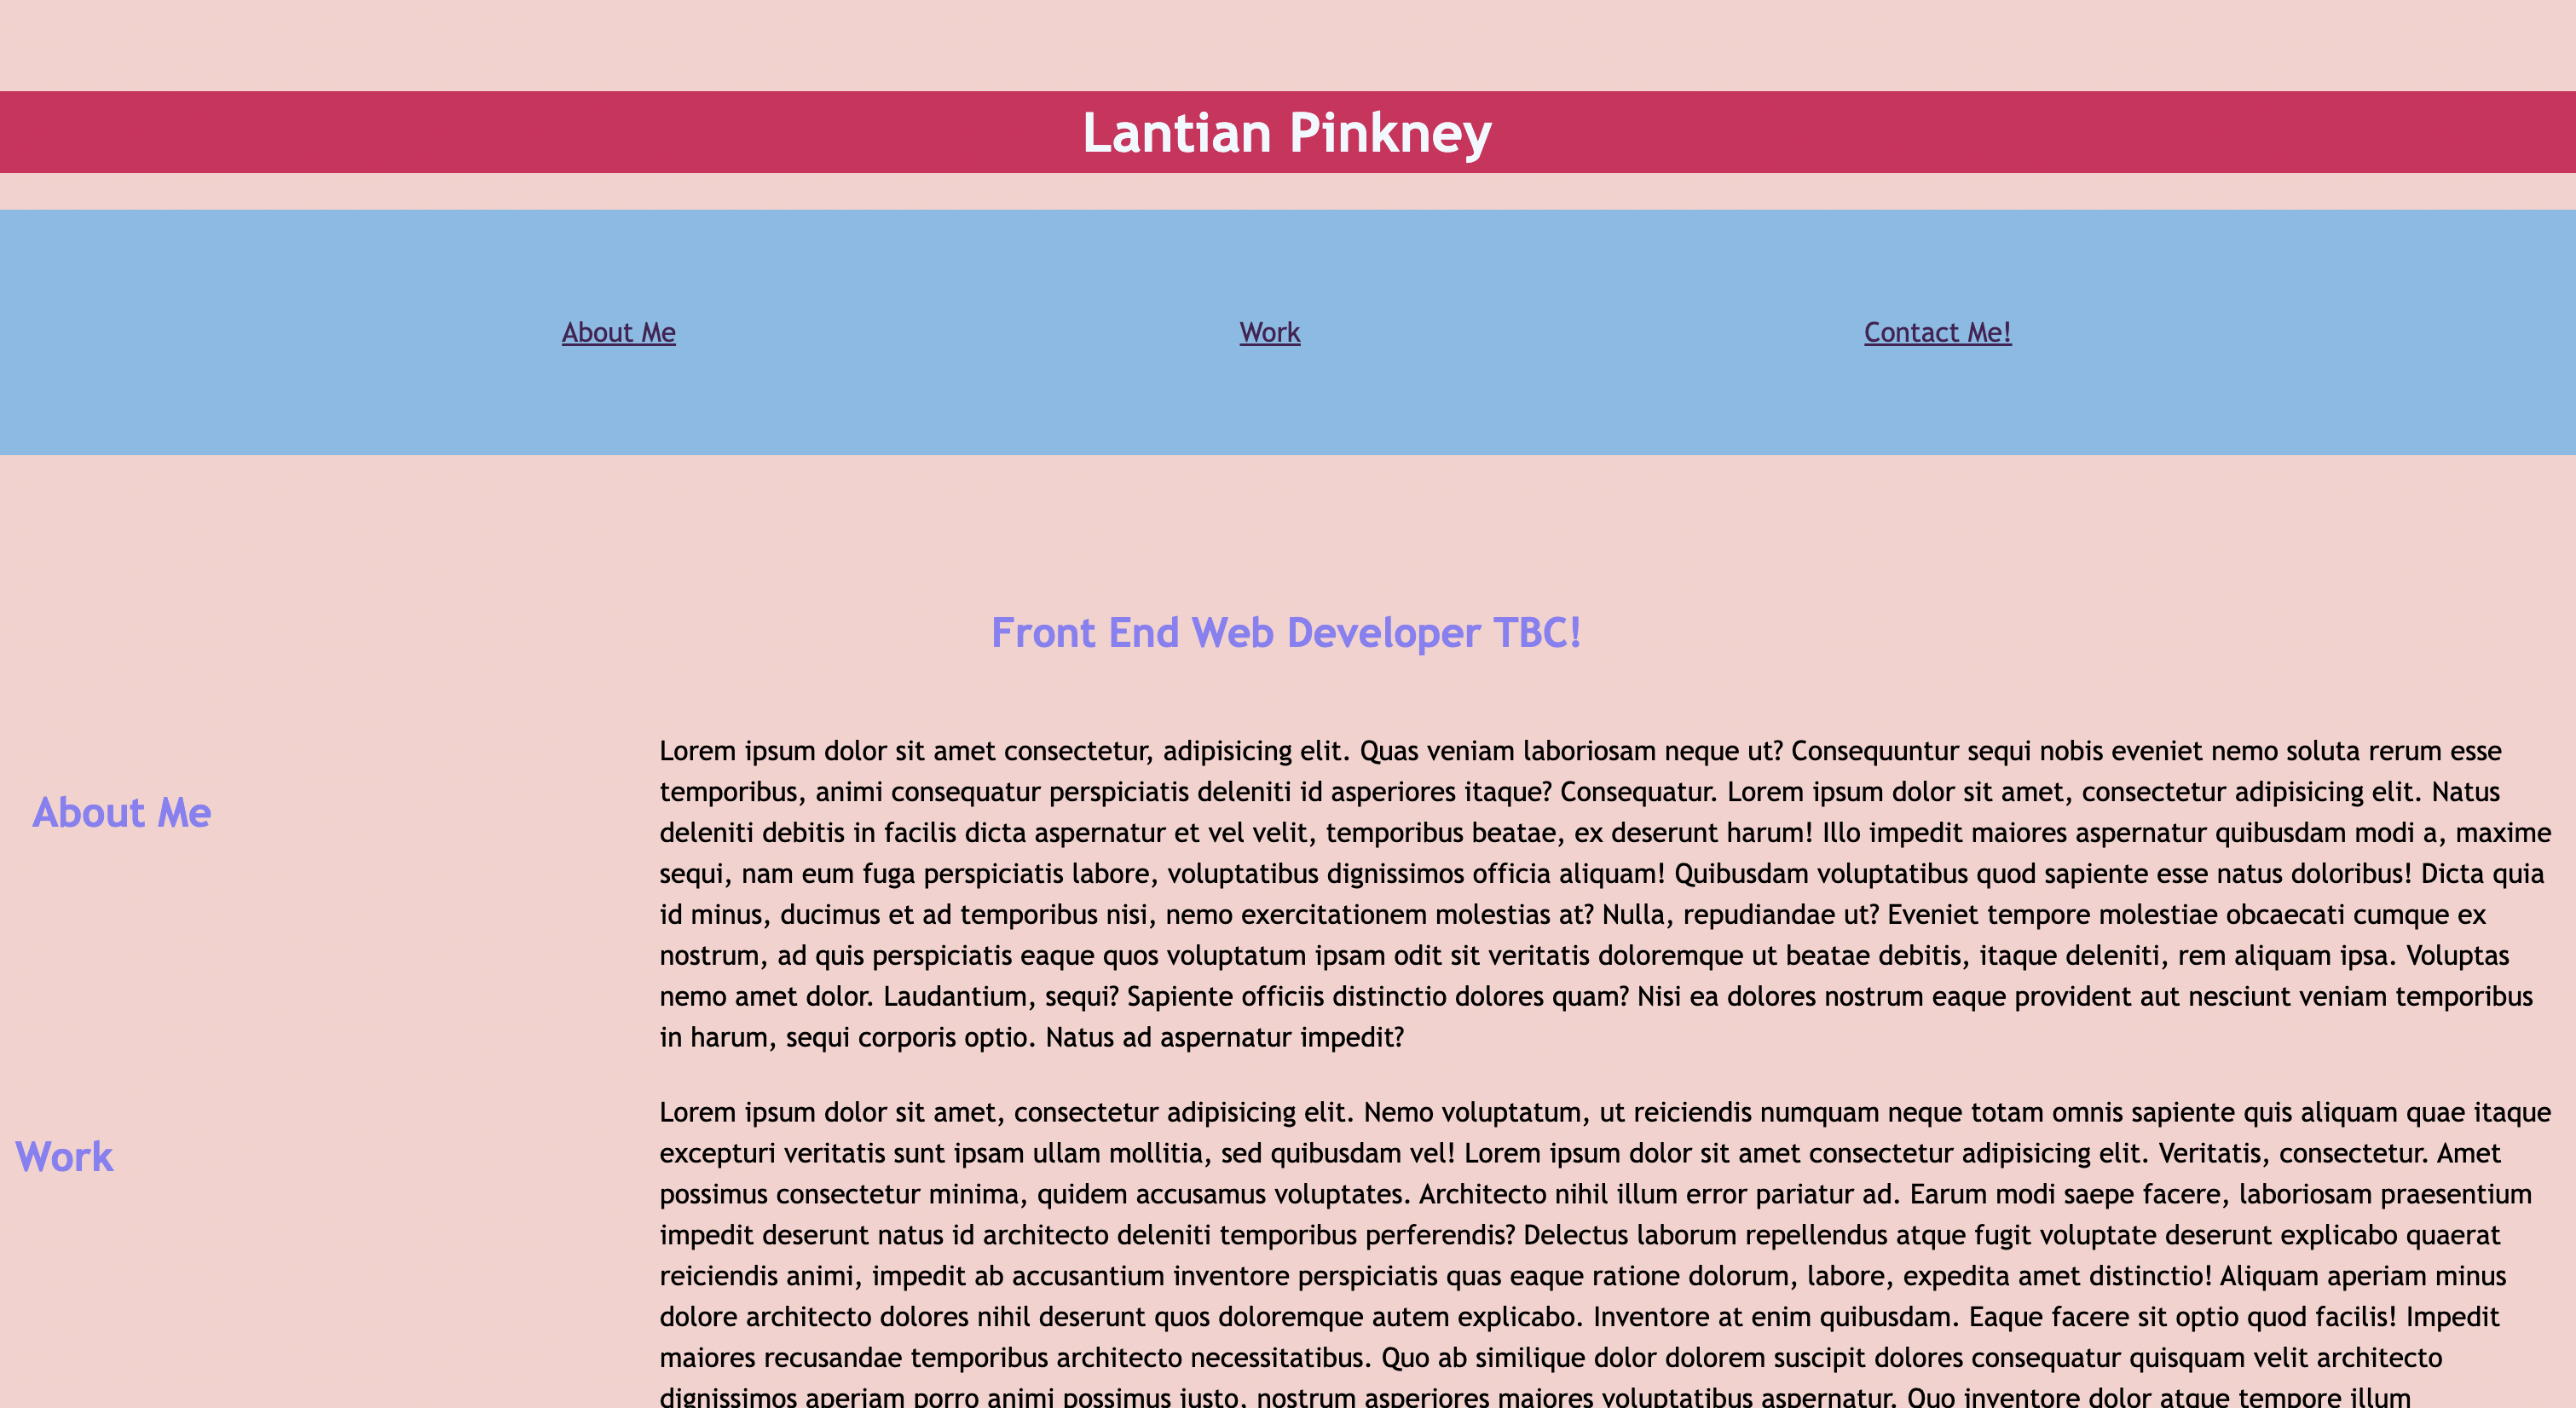 Lantian Pinkney
About Me
Work
Contact Me!
Front End Web Developer TBC!
About Me
Lorem ipsum dolor sit amet consectetur, adipisicing elit. Quas veniam laboriosam neque ut? Consequuntur sequi nobis eveniet nemo soluta rerum esse
temporibus, animi consequatur perspiciatis deleniti id asperiores itaque? Consequatur. Lorem ipsum dolor sit amet, consectetur adipisicing elit. Natus
deleniti debitis in facilis dicta aspernatur et vel velit, temporibus beatae, ex deserunt harum! Illo impedit maiores aspernatur quibusdam modi a, maxime
sequi, nam eum fuga perspiciatis labore, voluptatibus dignissimos officia aliquam! Quibusdam voluptatibus quod sapiente esse natus doloribus! Dicta quia
id minus, ducimus et ad temporibus nisi, nemo exercitationem molestias at? Nulla, repudiandae ut? Eveniet tempore molestiae obcaecati cumque ex
nostrum, ad quis perspiciatis eaque quos voluptatum ipsam odit sit veritatis doloremque ut beatae debitis, itaque deleniti, rem aliquam ipsa. Voluptas
nemo amet dolor. Laudantium, sequi? Sapiente officiis distinctio dolores quam? Nisi ea dolores nostrum eaque provident aut nesciunt veniam temporibus
in harum, sequi corporis optio. Natus ad aspernatur impedit?
Work
Lorem ipsum dolor sit amet, consectetur adipisicing elit. Nemo voluptatum, ut reiciendis numquam neque totam omnis sapiente quis aliquam quae itaque
excepturi veritatis sunt ipsam ullam mollitia, sed quibusdam vel! Lorem ipsum dolor sit amet consectetur adipisicing elit. Veritatis, consectetur. Amet
possimus consectetur minima, quidem accusamus voluptates. Architecto nihil illum error pariatur ad. Earum modi saepe facere, laboriosam praesentium
impedit deserunt natus id architecto deleniti temporibus perferendis? Delectus laborum repellendus atque fugit voluptate deserunt explicabo quaerat
reiciendis animi, impedit ab accusantium inventore perspiciatis quas eaque ratione dolorum, labore, expedita amet distinctio! Aliquam aperiam minus
dolore architecto dolores nihil deserunt quos doloremque autem explicabo. Inventore at enim quibusdam. Eaque facere sit optio quod facilis! Impedit
maiores recusandae temporibus architecto necessitatibus. Quo ab similique dolor dolorem suscipit dolores consequatur quisquam velit architecto
dignissimos aperiam porro animi possimus iusto, nostrum asperiores maiores voluptatibus aspernatur. Quo inventore dolor atque tempore illum